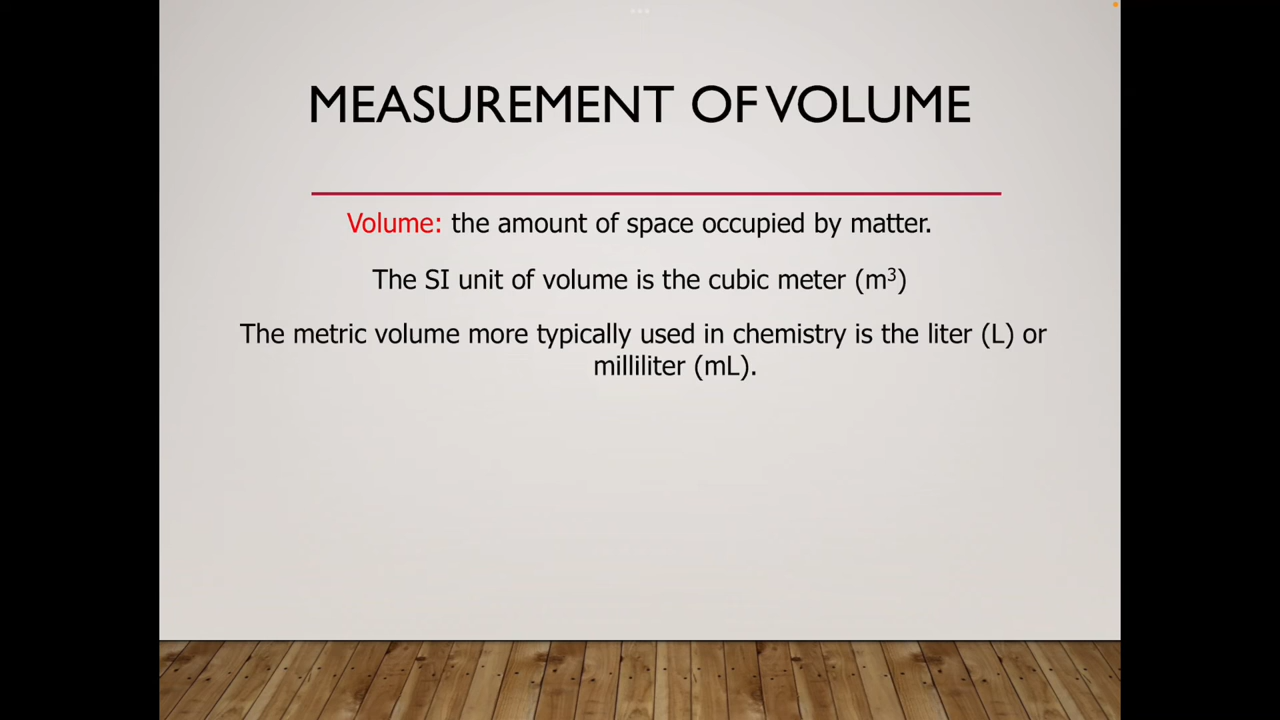 MEASUREMENT OF VOLUME
Volume: the amount of space occupied by matter.
The SI unit of volume is the cubic meter (m³)
The metric volume more typically used in chemistry is the liter (L) or
milliliter (mL).